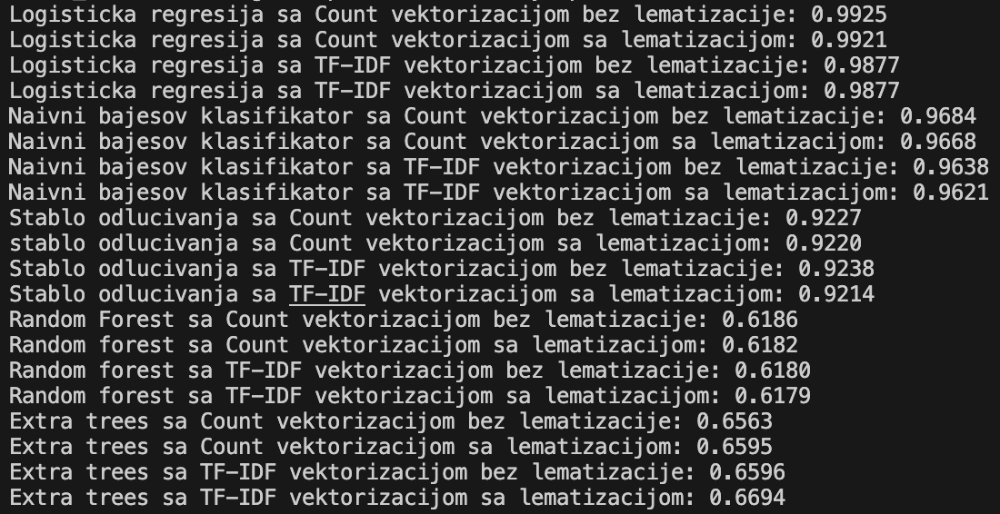 Logisticka regresija sa Count vektorizacijom bez lematizacije: 0.9925
Logisticka regresija sa Count vektorizacijom sa lematizacijom: 0.9921
Logisticka regresija sa TF-IDF vektorizacijom bez lematizacije: 0.9877
Logisticka regresija sa TF-IDF vektorizacijom sa lematizacijom: 0.9877
Naivni bajesov klasifikator sa Count vektorizacijom bez lematizacije: 0.9684
Naivni bajesov klasifikator sa Count vektorizacijom sa lematizacijom: 0.9668
Naivni bajesov klasifikator sa TF-IDF vektorizacijom bez lematizacije: 0.9638
Naivni bajesov klasifikator sa TF-IDF vektorizacijom sa lematizacijom: 0.9621
Stablo odlucivanja sa Count vektorizacijom bez lematizacije: 0.9227
stablo odlucivanja sa Count vektorizacijom sa lematizacijom: 0.9220
Stablo odlucivanja sa TF-IDF vektorizacijom bez lematizacije: 0.9238
Stablo odlucivanja sa TF-IDF vektorizacijom sa lematizacijom: 0.9214
Random Forest sa Count vektorizacijom bez lematizacije: 0.6186
Random forest sa Count vektorizacijom sa lematizacijom: 0.6182
Random forest sa TF-IDF vektorizacijom bez lematizacije: 0.6180
Random forest sa TF-IDF vektorizacijom sa lematizacijom: 0.6179
Extra trees sa Count vektorizacijom bez lematizacije: 0.6563
Extra trees sa Count vektorizacijom sa lematizacijom: 0.6595
Extra trees sa TF-IDF vektorizacijom bez lematizacije: 0.6596
Extra trees sa TF-IDF vektorizacijom sa lematizacijom: 0.6694